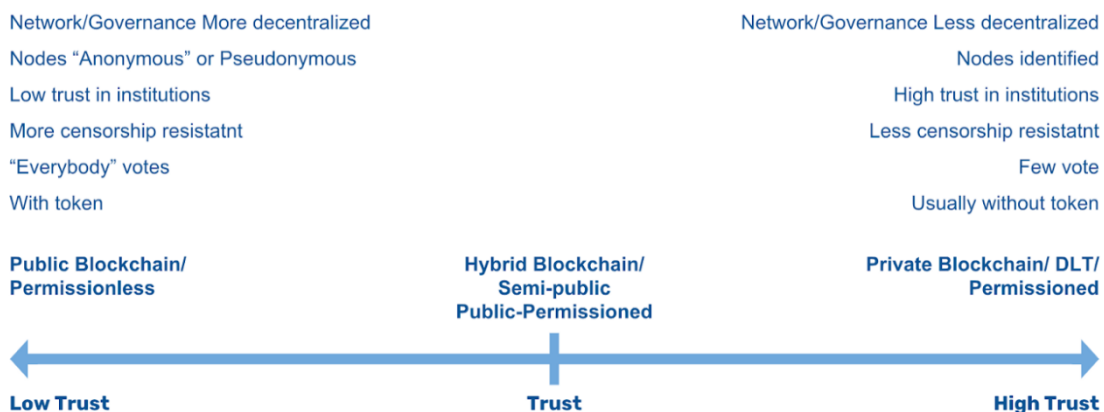 Network/Governance More decentralized
Nodes “Anonymous” or Pseudonymous
Low trust in institutions
More censorship resistatnt
“Everybody” votes
With token
Network/Governance Less decentralized
Nodes identified
High trust in institutions
Less censorship resistatnt
Few vote
Usually without token
Public Blockchain/
Permissionless
Hybrid Blockchain/
Semi-public
Public-Permissioned
Private Blockchain/ DLT/
Permissioned
Low Trust
Trust
High Trust